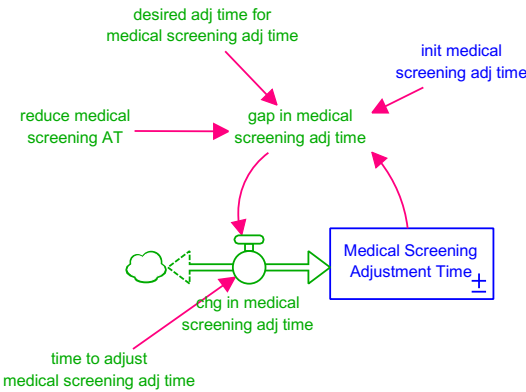 desired adj time for
medical screening adj time
init medical
screening adj time
reduce medical
screening AT
gap in medical
screening adj time
Medical Screening
Adjustment Time
+
chg in medical
screening adj time
time to adjust
medical screening adj time